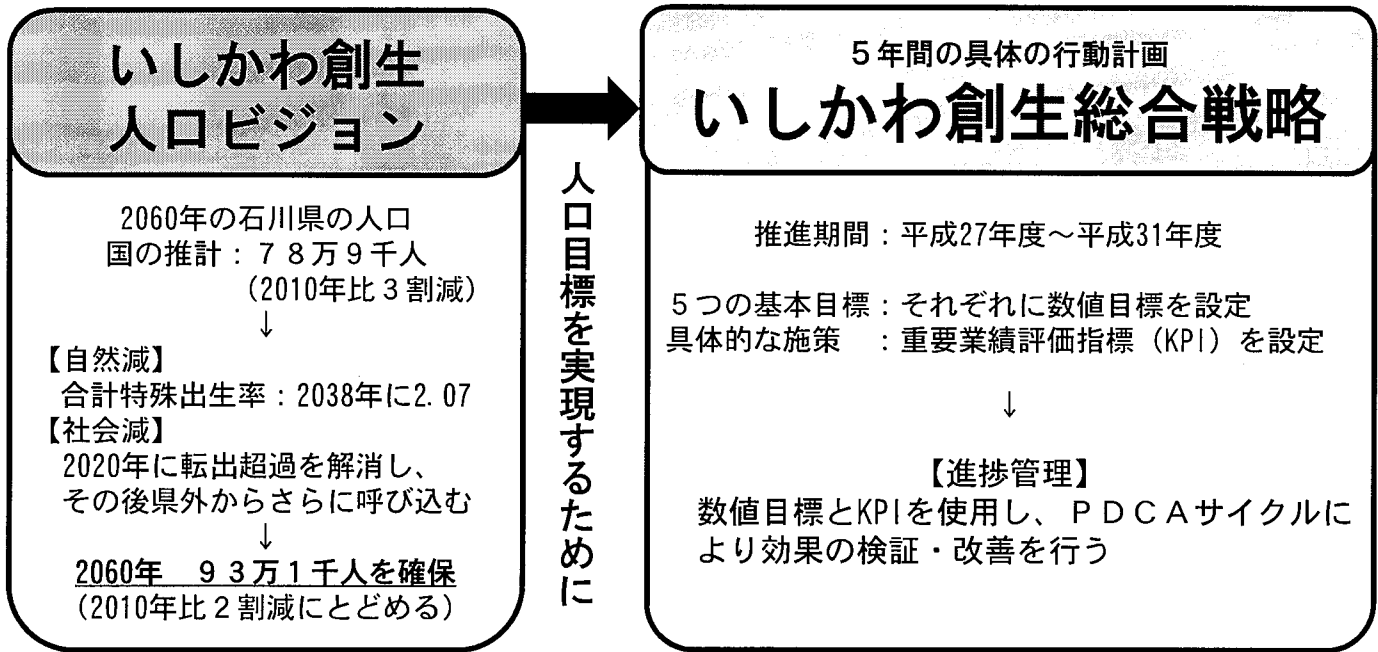 いしかわ創生
人口ビジョン
2060年の石川県の人口
国の推計：７８万９千人
（2010年比３割減）
↓
【自然減】
合計特殊出生率：2038年に2.07
【社会減】
2020年に転出超過を解消し、
その後県外からさらに呼び込む
↓
2060年　９３万１千人を確保
（2010年比２割減にとどめる）
人口目標を実現するために
５年間の具体の行動計画
いしかわ創生総合戦略
推進期間：平成27年度～平成31年度
５つの基本目標：それぞれに数値目標を設定
具体的な施策　：重要業績評価指標（KPI）を設定
↓
【進捗管理】
数値目標とKPIを使用し、ＰＤＣＡサイクルに
より効果の検証・改善を行う